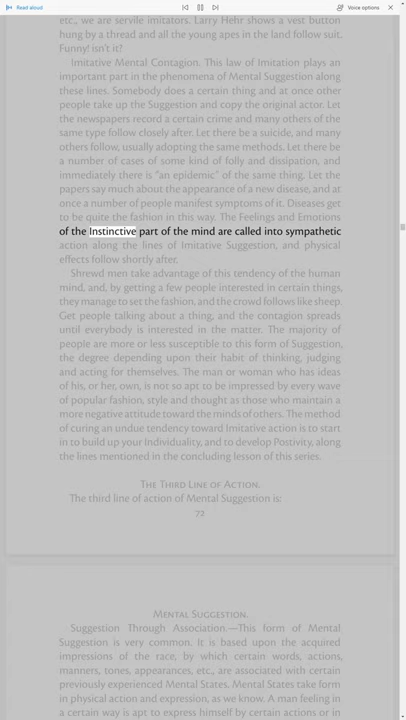 Read aloud
Voice options
etc., we are servile imitators. Larry Hehr shows a vest button
hung by a thread and all the young apes in the land follow suit.
Funny! isn't it?
Imitative Mental Contagion. This law of Imitation plays an
important part in the phenomena of Mental Suggestion along
these lines. Somebody does a certain thing and at once other
people take up the Suggestion and copy the original actor. Let
the newspapers record a certain crime and many others of the
same type follow closely after. Let there be a suicide, and many
others follow, usually adopting the same methods. Let there be
a number of cases of some kind of folly and dissipation, and
immediately there is "an epidemic" of the same thing. Let the
papers say much about the appearance of a new disease, and at
once a number of people manifest symptoms of it. Diseases get
to be quite the fashion in this way. The Feelings and Emotions
of the Instinctive part of the mind are called into sympathetic
action along the lines of Imitative Suggestion, and physical
effects follow shortly after.
Shrewd men take advantage of this tendency of the human
mind, and, by getting a few people interested in certain things,
they manage to set the fashion, and the crowd follows like sheep.
Get people talking about a thing, and the contagion spreads
until everybody is interested in the matter. The majority of
people are more or less susceptible to this form of Suggestion,
the degree depending upon their habit of thinking, judging
and acting for themselves. The man or woman who has ideas
of his, or her, own, is not so apt to be impressed by every wave
of popular fashion, style and thought as those who maintain a
more negative attitude toward the minds of others. The method
of curing an undue tendency toward Imitative action is to start
in to build up your Individuality, and to develop Postivity, along
the lines mentioned in the concluding lesson of this series.
The Third Line of Action.
The third line of action of Mental Suggestion is:
72
Mental Suggestion.
Suggestion Through Association.—This form of Mental
Suggestion is very common. It is based upon the acquired
impressions of the race, by which certain words, actions,
manners, tones, appearances, etc., are associated with certain
previously experienced Mental States. Mental States take form
in physical action and expression, as we know. A man feeling in
a certain way is apt to express himself by certain actions or in